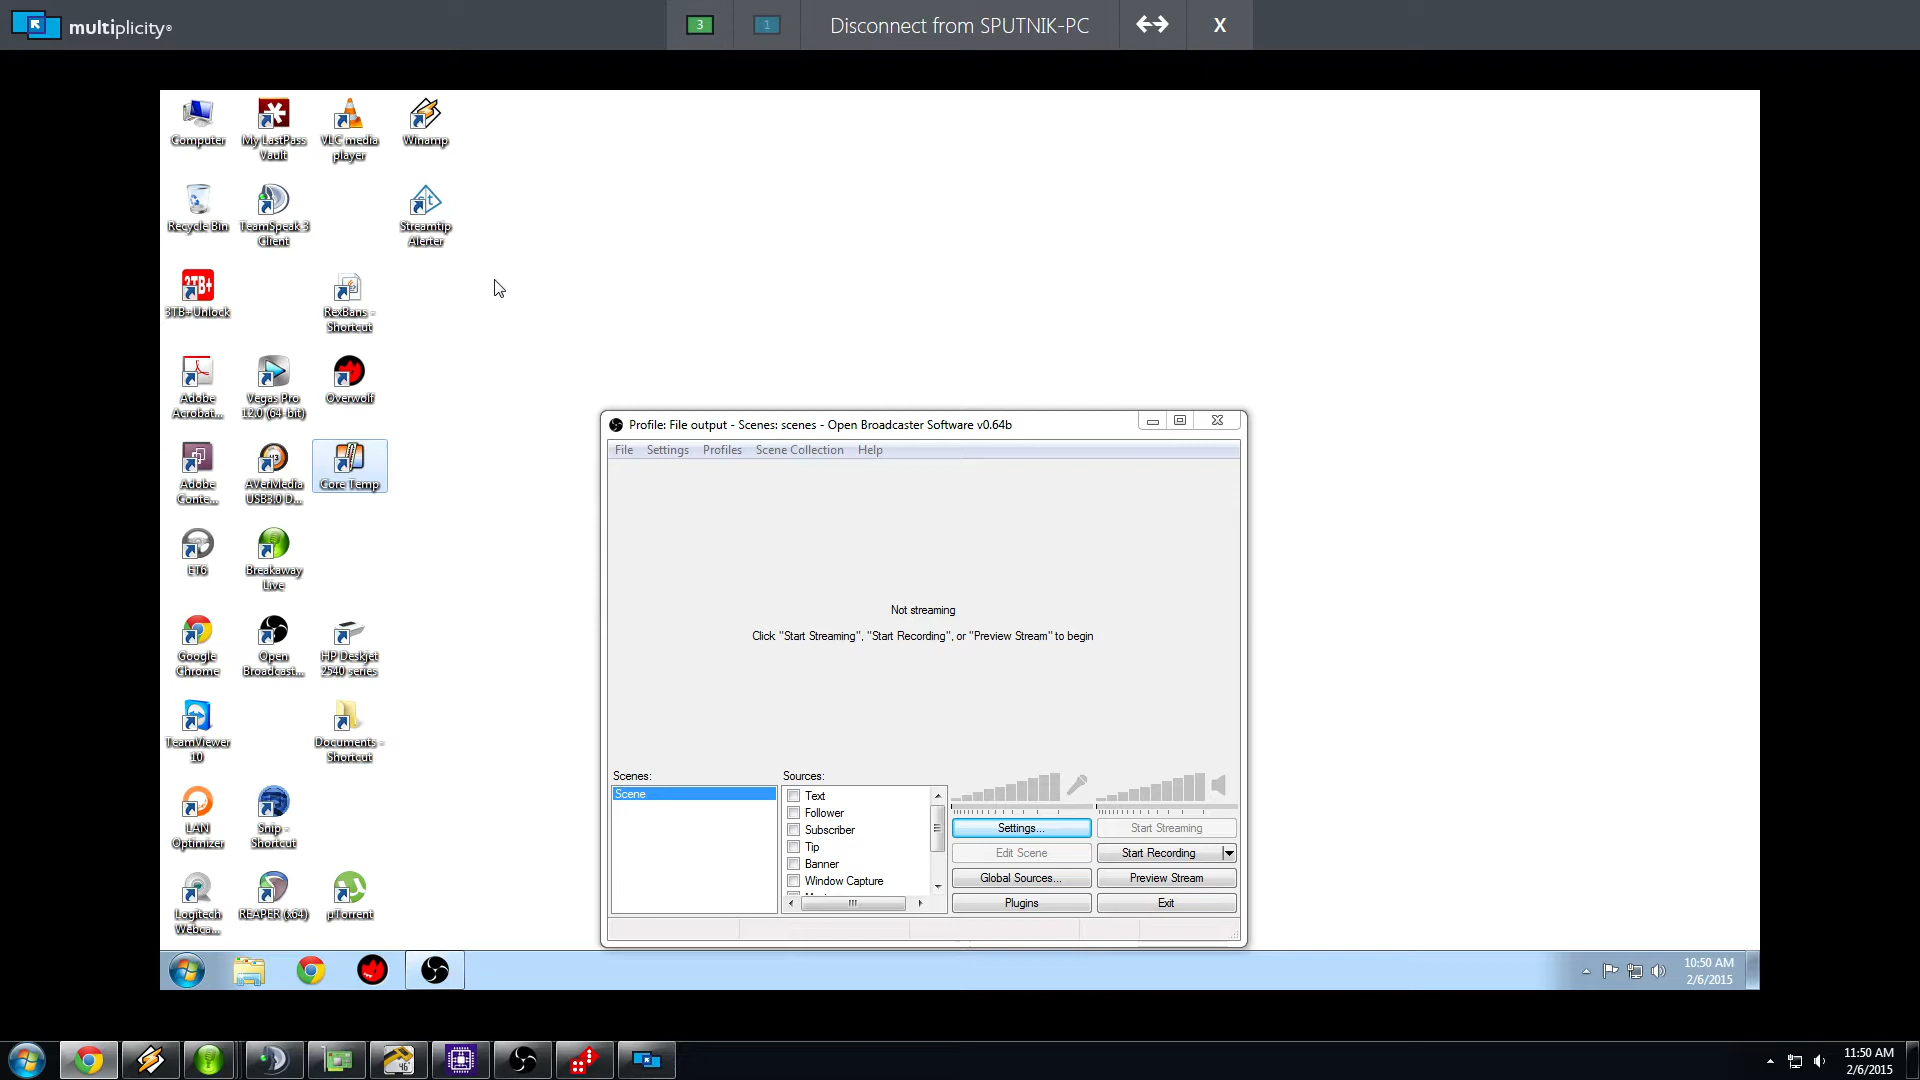 multiplicity®
3
1
Disconnect from SPUTNIK-PC
X
Computer
My LastPass
Vault
VLC media
player
Winamp
Recycle Bin
TeamSpeak 3
Client
Streamtip
Alerter
3TB+
3TB+Unlock
RexBans -
Shortcut
Adobe
Acrobat...
Vegas Pro
12.0 (64-bit)
Overwolf
Adobe
Conte...
AVerMedia
USB3.0 D...
Core Temp
ET6
Breakaway
Live
Google
Chrome
Open
Broadcast...
HP Deskjet
2540 series
TeamViewer
10
Documents -
Shortcut
LAN
Optimizer
Snip -
Shortcut
Logitech
Webca...
REAPER (x64)
µTorrent
Profile: File output - Scenes: scenes - Open Broadcaster Software v0.64b
File Settings Profiles Scene Collection Help
Not streaming
Click "Start Streaming", "Start Recording", or "Preview Stream" to begin
Scenes:
Scene
Sources:
Text
Follower
Subscriber
Tip
Banner
Window Capture
Settings...
Start Streaming
Edit Scene
Start Recording
Global Sources...
Preview Stream
Plugins
Exit
10:50 AM
2/6/2015
46°
11:50 AM
2/6/2015